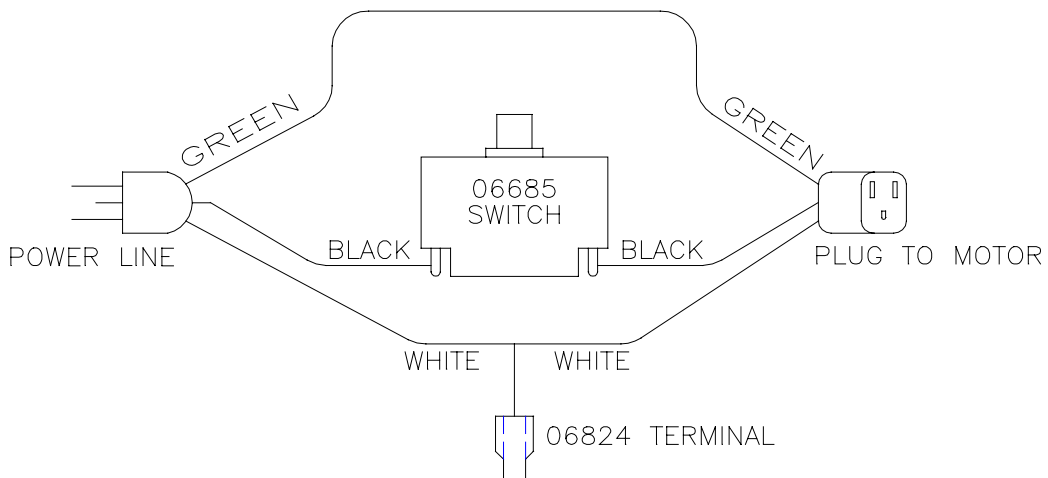 GREEN
GREEN
06685
SWITCH
BLACK
BLACK
POWER LINE
PLUG TO MOTOR
WHITE
WHITE
06824 TERMINAL